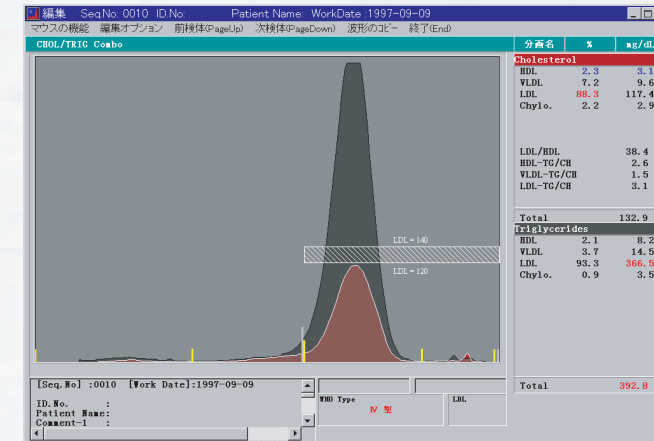 編集 Seq No: 0010 ID.No: Patient Name: WorkDate :1997-09-09
マウスの機能 編集オプション 前検体(PageUp) 次検体(PageDown) 波形のコピー 終了(End)
CHOL/TRIG Combo
分画名 % mg/dL
Cholesterol
HDL 2.3 3.1
VLDL 7.2 9.6
LDL 88.3 117.4
Chylo. 2.2 2.9
LDL/HDL 38.4
HDL-TG/CH 2.6
VLDL-TG/CH 1.5
LDL-TG/CH 3.1
Total 132.9
Triglycerides
HDL 2.1 8.2
VLDL 3.7 14.5
LDL 93.3 366.5
Chylo. 0.9 3.5
Total 392.8
LDL=140
LDL=120
[Seq.No] :0010 [Work Date]:1997-09-09
ID.No. :
Patient Name:
Comment-1 :
WHO Type
Ⅳ 型
LDL